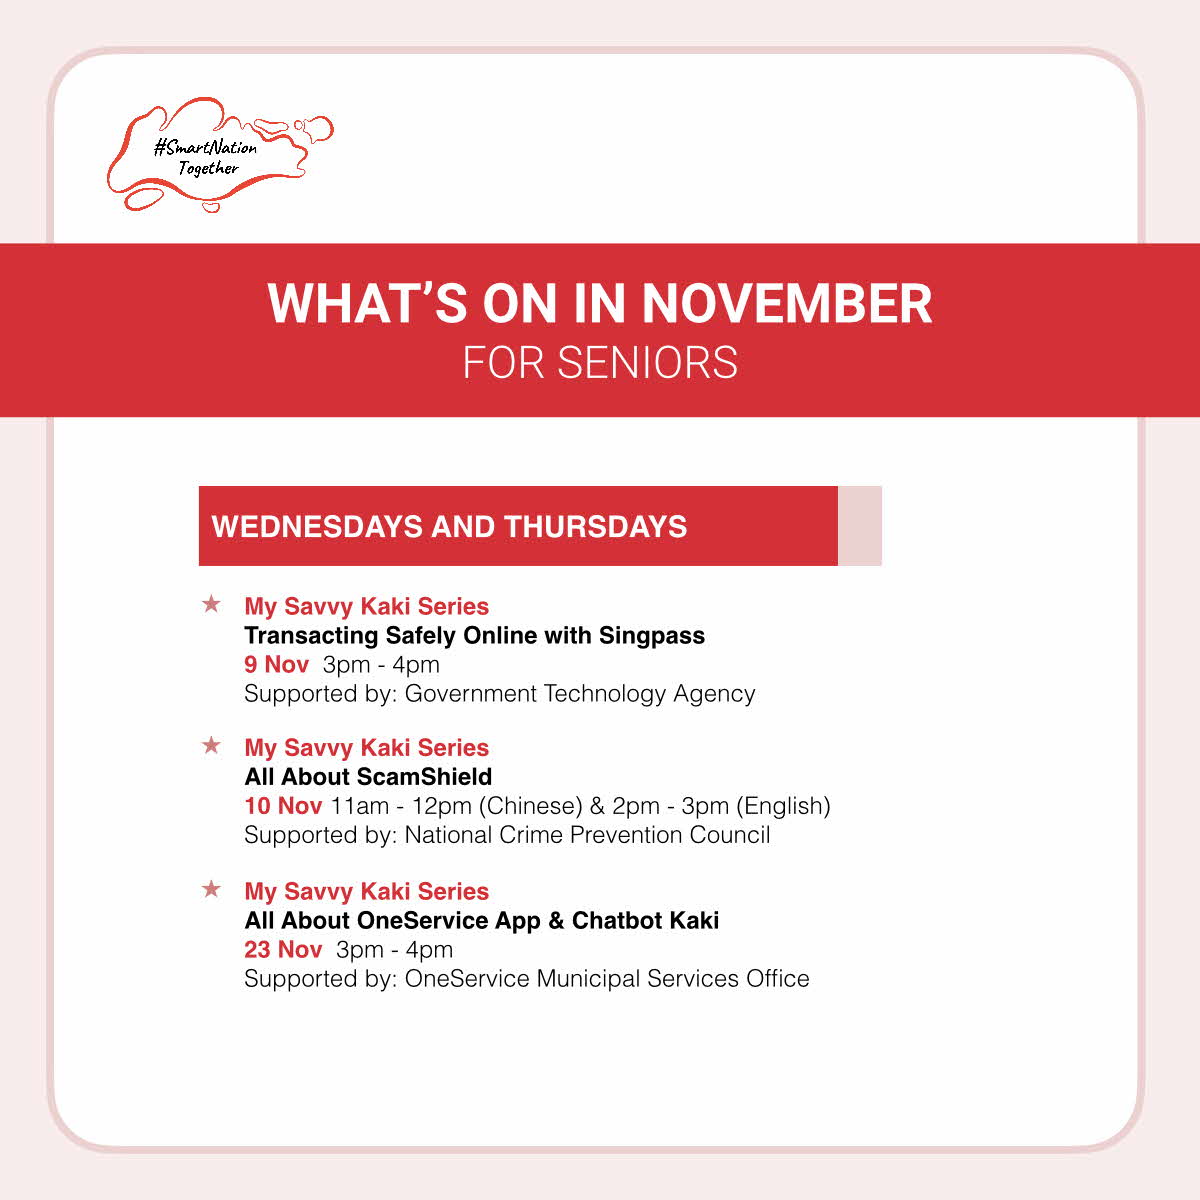 #SmartNation
Together
WHAT’S ON IN NOVEMBER
FOR SENIORS
WEDNESDAYS AND THURSDAYS
★ My Savvy Kaki Series
Transacting Safely Online with Singpass
9 Nov 3pm - 4pm
Supported by: Government Technology Agency
★ My Savvy Kaki Series
All About ScamShield
10 Nov 11am - 12pm (Chinese) & 2pm - 3pm (English)
Supported by: National Crime Prevention Council
★ My Savvy Kaki Series
All About OneService App & Chatbot Kaki
23 Nov 3pm - 4pm
Supported by: OneService Municipal Services Office